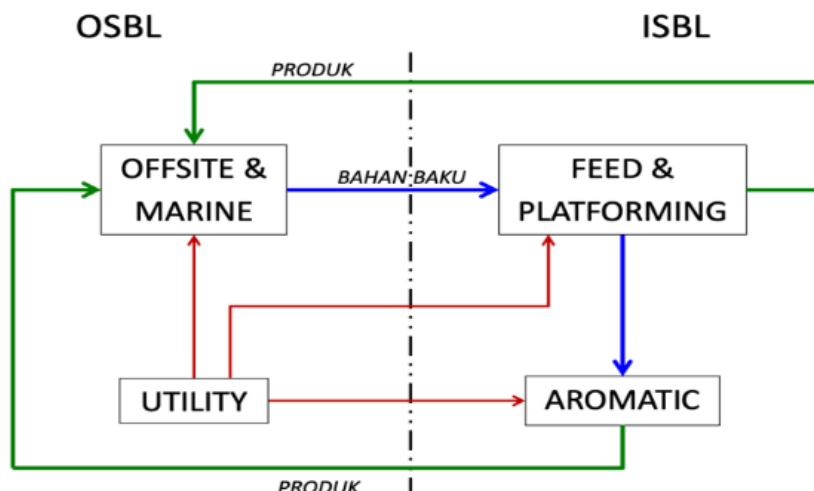 OSBL
ISBL
PRODUK
OFFSITE &
MARINE
BAHAN BAKU
FEED &
PLATFORMING
UTILITY
AROMATIC
PRODUK